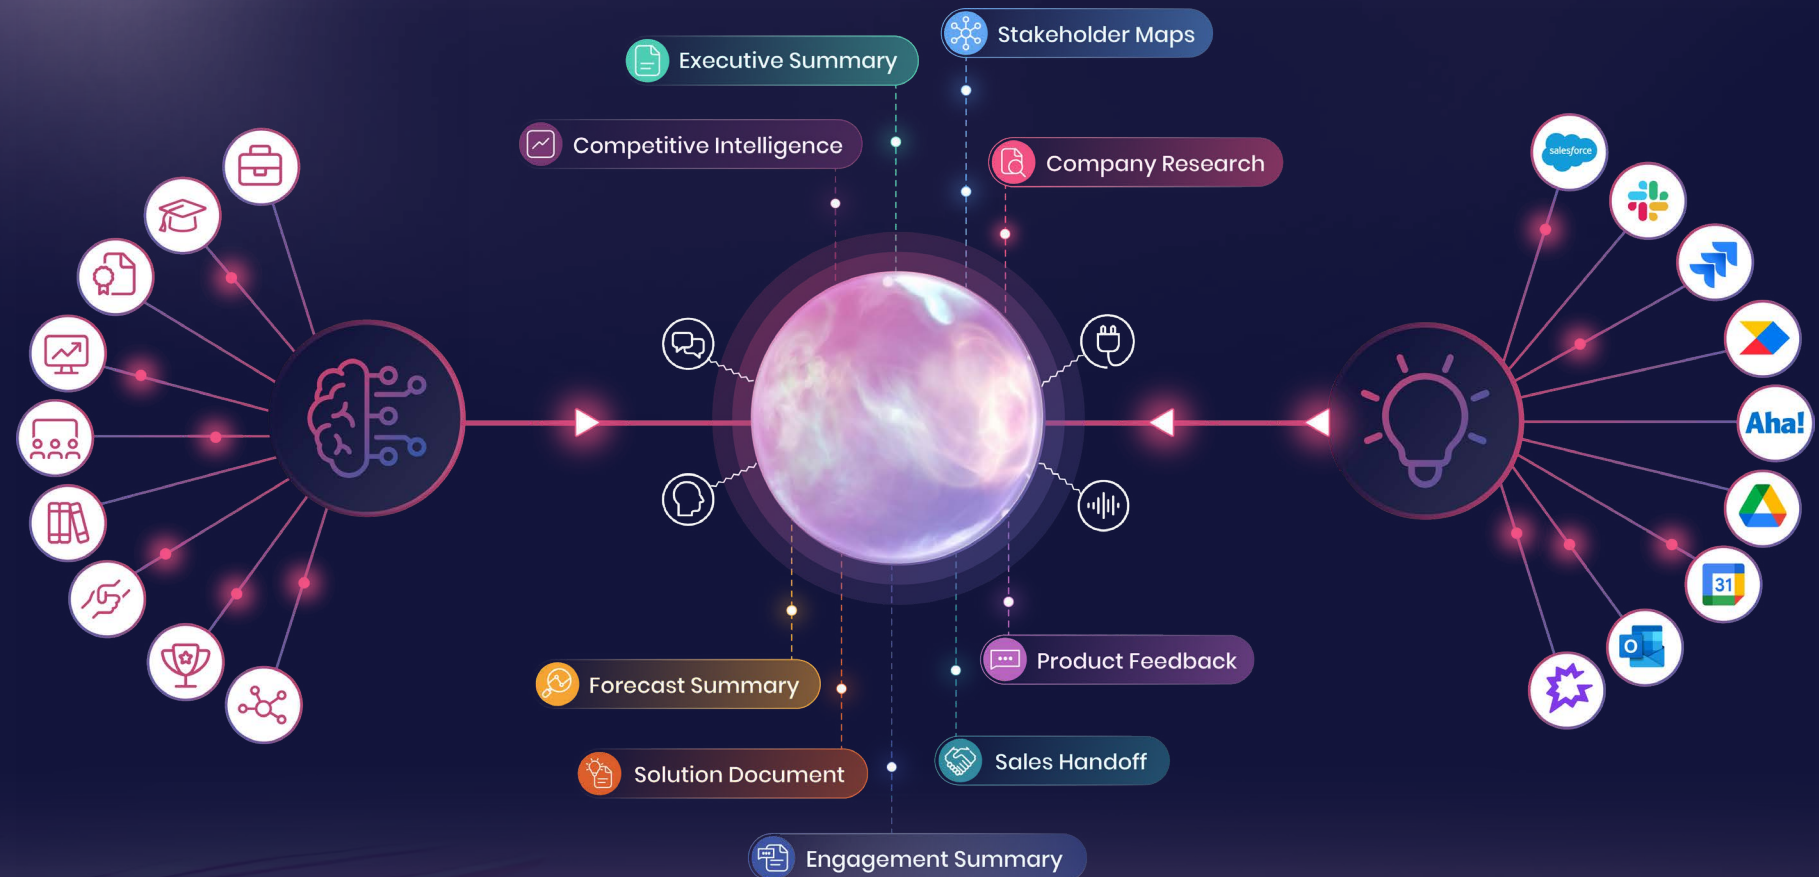 Stakeholder Maps
Executive Summary
Competitive Intelligence
Company Research
salesforce
Aha!
31
O
Product Feedback
Forecast Summary
Sales Handoff
Solution Document
Engagement Summary